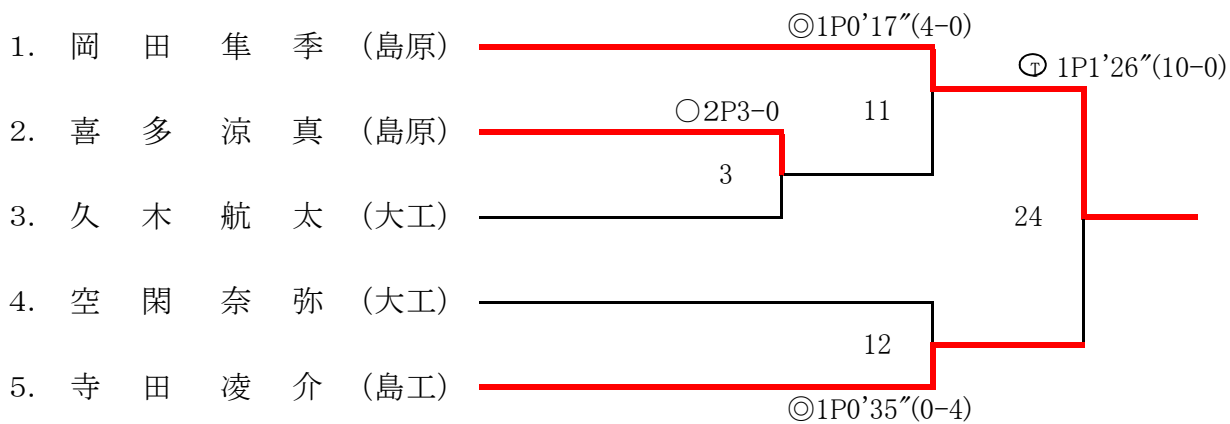 ◎1P0’17″(4-0)
1. 岡 田 隼 季 (島原)
Ⓣ 1P1’26″(10-0)
○2P3-0
11
2. 喜 多 涼 真 (島原)
3
3. 久 木 航 太 (大工)
24
4. 空 閑 奈 弥 (大工)
12
5. 寺 田 凌 介 (島工)
◎1P0’35″(0-4)